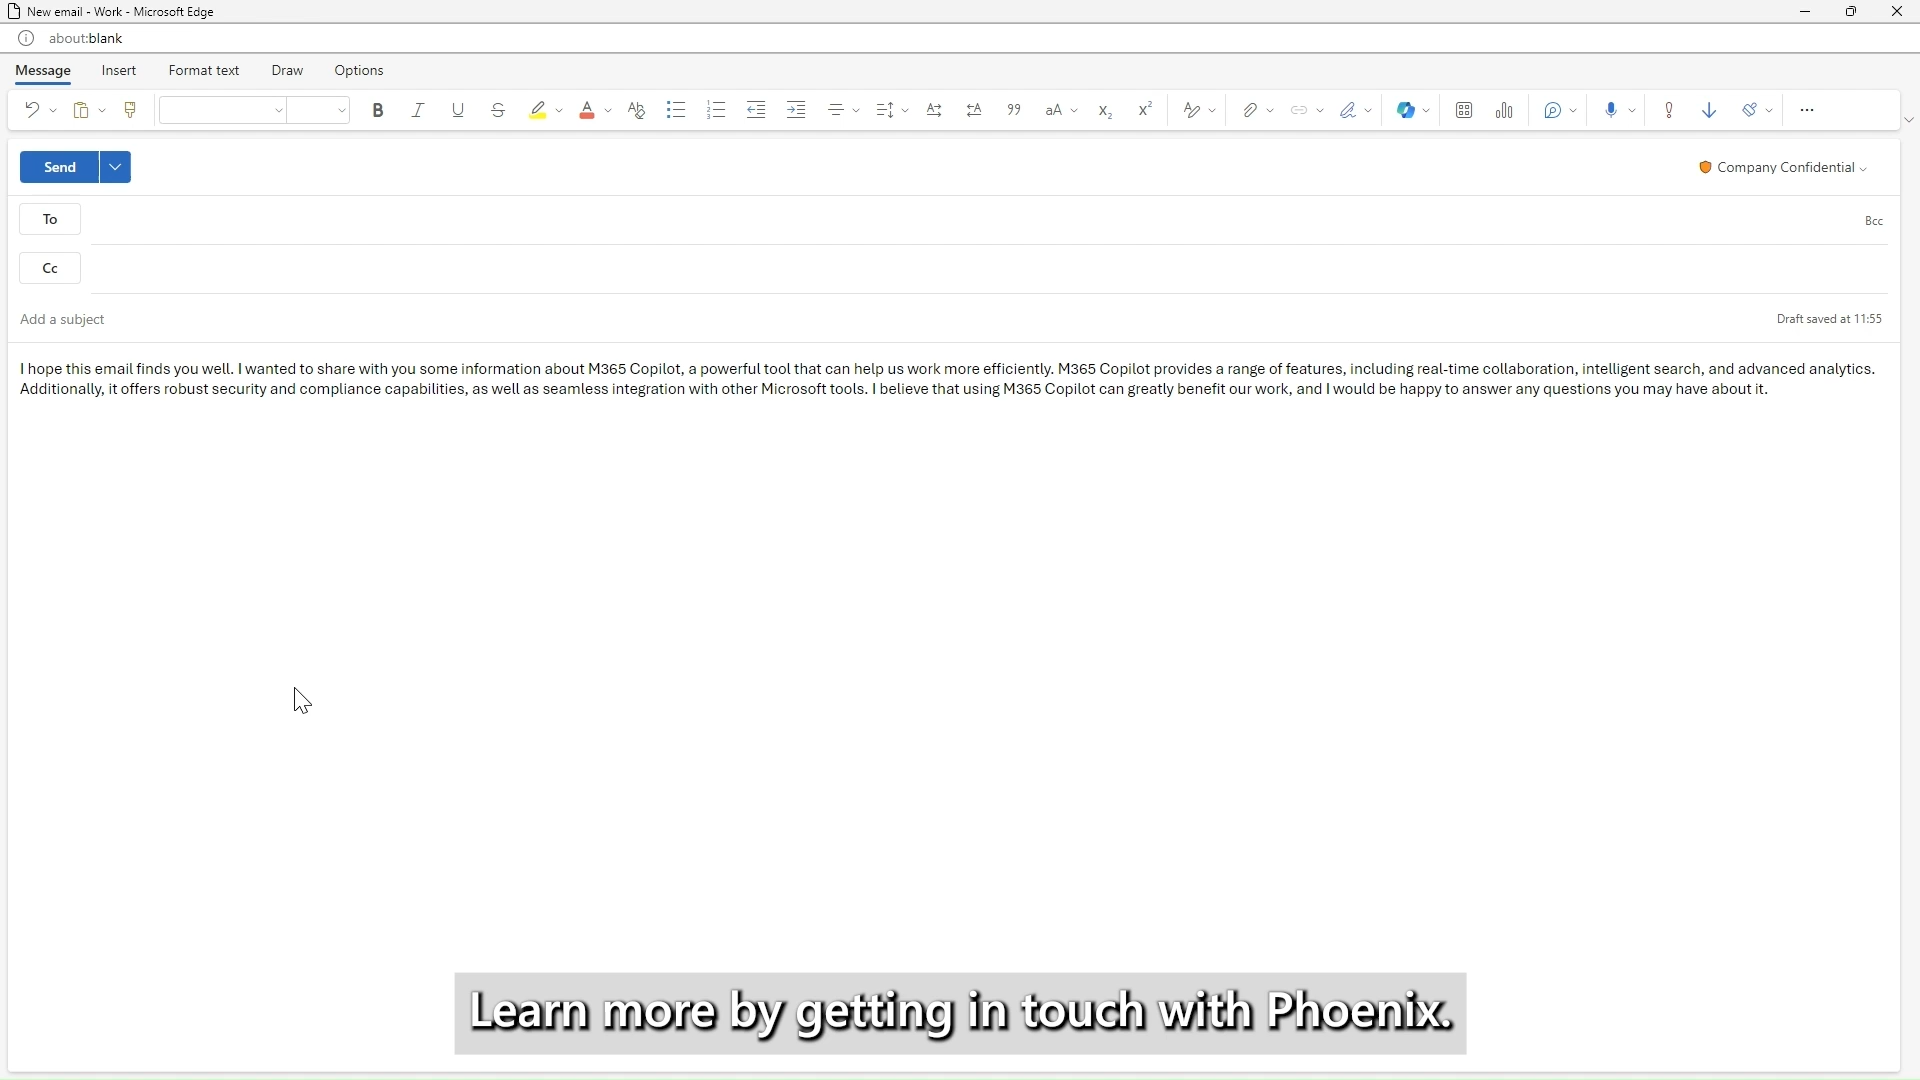 New email - Work - Microsoft Edge
about:blank
Message Insert Format text Draw Options
Send
Company Confidential
To
Bcc
Cc
Add a subject
Draft saved at 11:55
I hope this email finds you well. I wanted to share with you some information about M365 Copilot, a powerful tool that can help us work more efficiently. M365 Copilot provides a range of features, including real-time collaboration, intelligent search, and advanced analytics.
Additionally, it offers robust security and compliance capabilities, as well as seamless integration with other Microsoft tools. I believe that using M365 Copilot can greatly benefit our work, and I would be happy to answer any questions you may have about it.
Learn more by getting in touch with Phoenix.